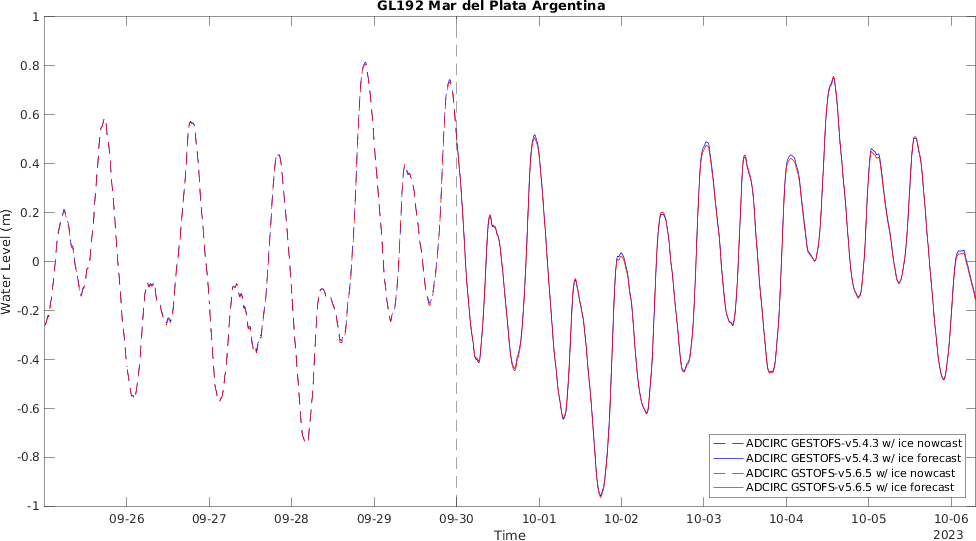 GL192 Mar del Plata Argentina
Water Level (m)
1
0.8
0.6
0.4
0.2
0
-0.2
-0.4
-0.6
-0.8
-1
ADCIRC GESTOFS-v5.4.3 w/ ice nowcast
ADCIRC GESTOFS-v5.4.3 w/ ice forecast
ADCIRC GSTOFS-v5.6.5 w/ ice nowcast
ADCIRC GSTOFS-v5.6.5 w/ ice forecast
09-26 09-27 09-28 09-29 09-30 10-01 10-02 10-03 10-04 10-05 10-06
Time
2023